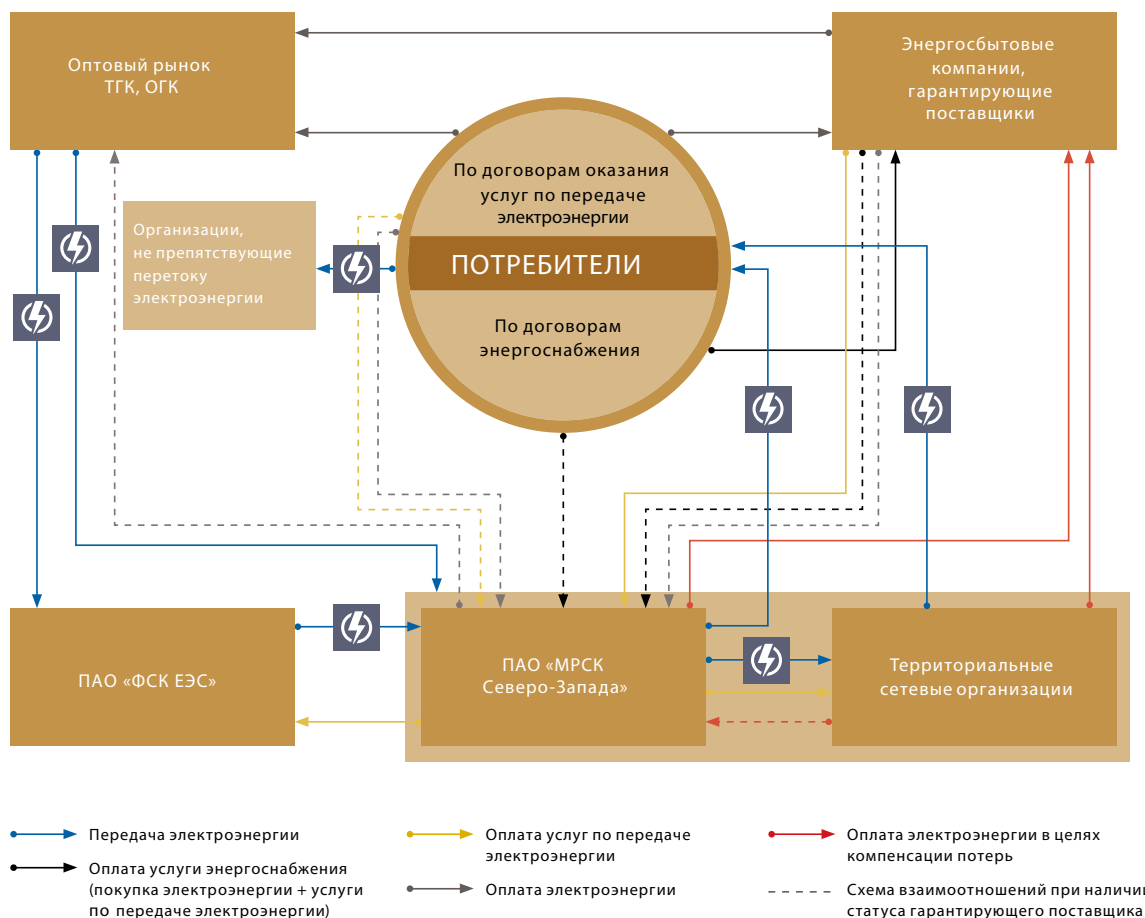 Оптовый рынок
ТГК, ОГК
Энергосбытовые
компании,
гарантирующие
поставщики
По договорам оказания
услуг по передаче
электроэнергии
ПОТРЕБИТЕЛИ
По договорам
энергоснабжения
Организации,
не препятствующие
перетоку
электроэнергии
ПАО «ФСК ЕЭС»
ПАО «МРСК
Северо-Запада»
Территориальные
сетевые организации
Передача электроэнергии
Оплата услуги энергоснабжения
(покупка электроэнергии + услуги
по передаче электроэнергии)
Оплата услуг по передаче
электроэнергии
Оплата электроэнергии
Оплата электроэнергии в целях
компенсации потерь
Схема взаимоотношений при наличи
статуса гарантирующего поставщика